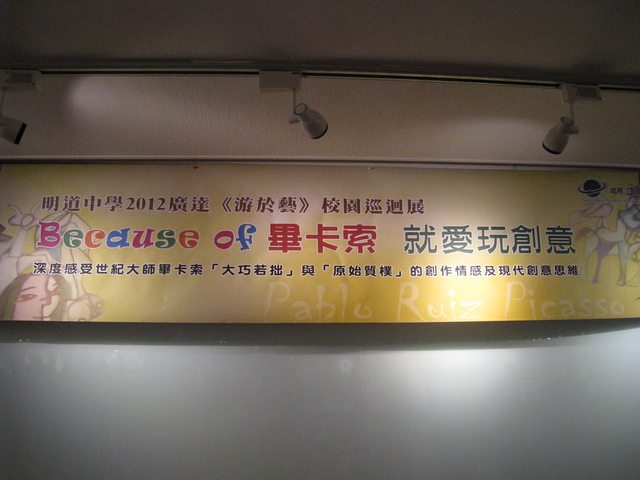 明道中學2012廣達《游於藝》校園巡迴展
Because of 畢卡索 就愛玩創意
深度感受世紀大師畢卡索「大巧若拙」與「原始質樸」的創作情感及現代創意思維
Pablo Ruiz Picasso